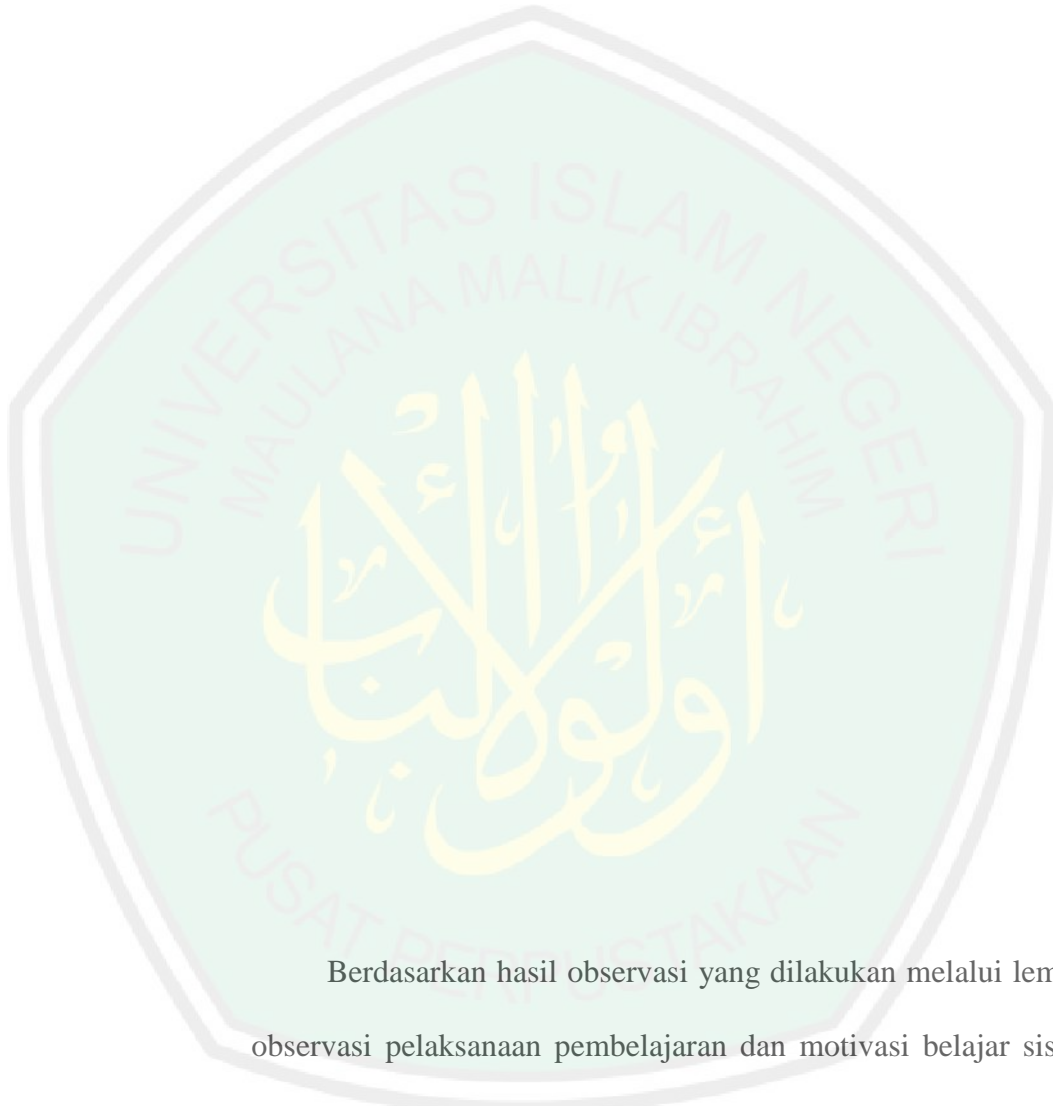 UNIVERSITAS ISLAM NEGERI
MAULANA MALIK IBRAHIM
أولو الألباب
PUSAT PERPUSTAKAAN
Berdasarkan hasil observasi yang dilakukan melalui lem
observasi pelaksanaan pembelajaran dan motivasi belajar sis